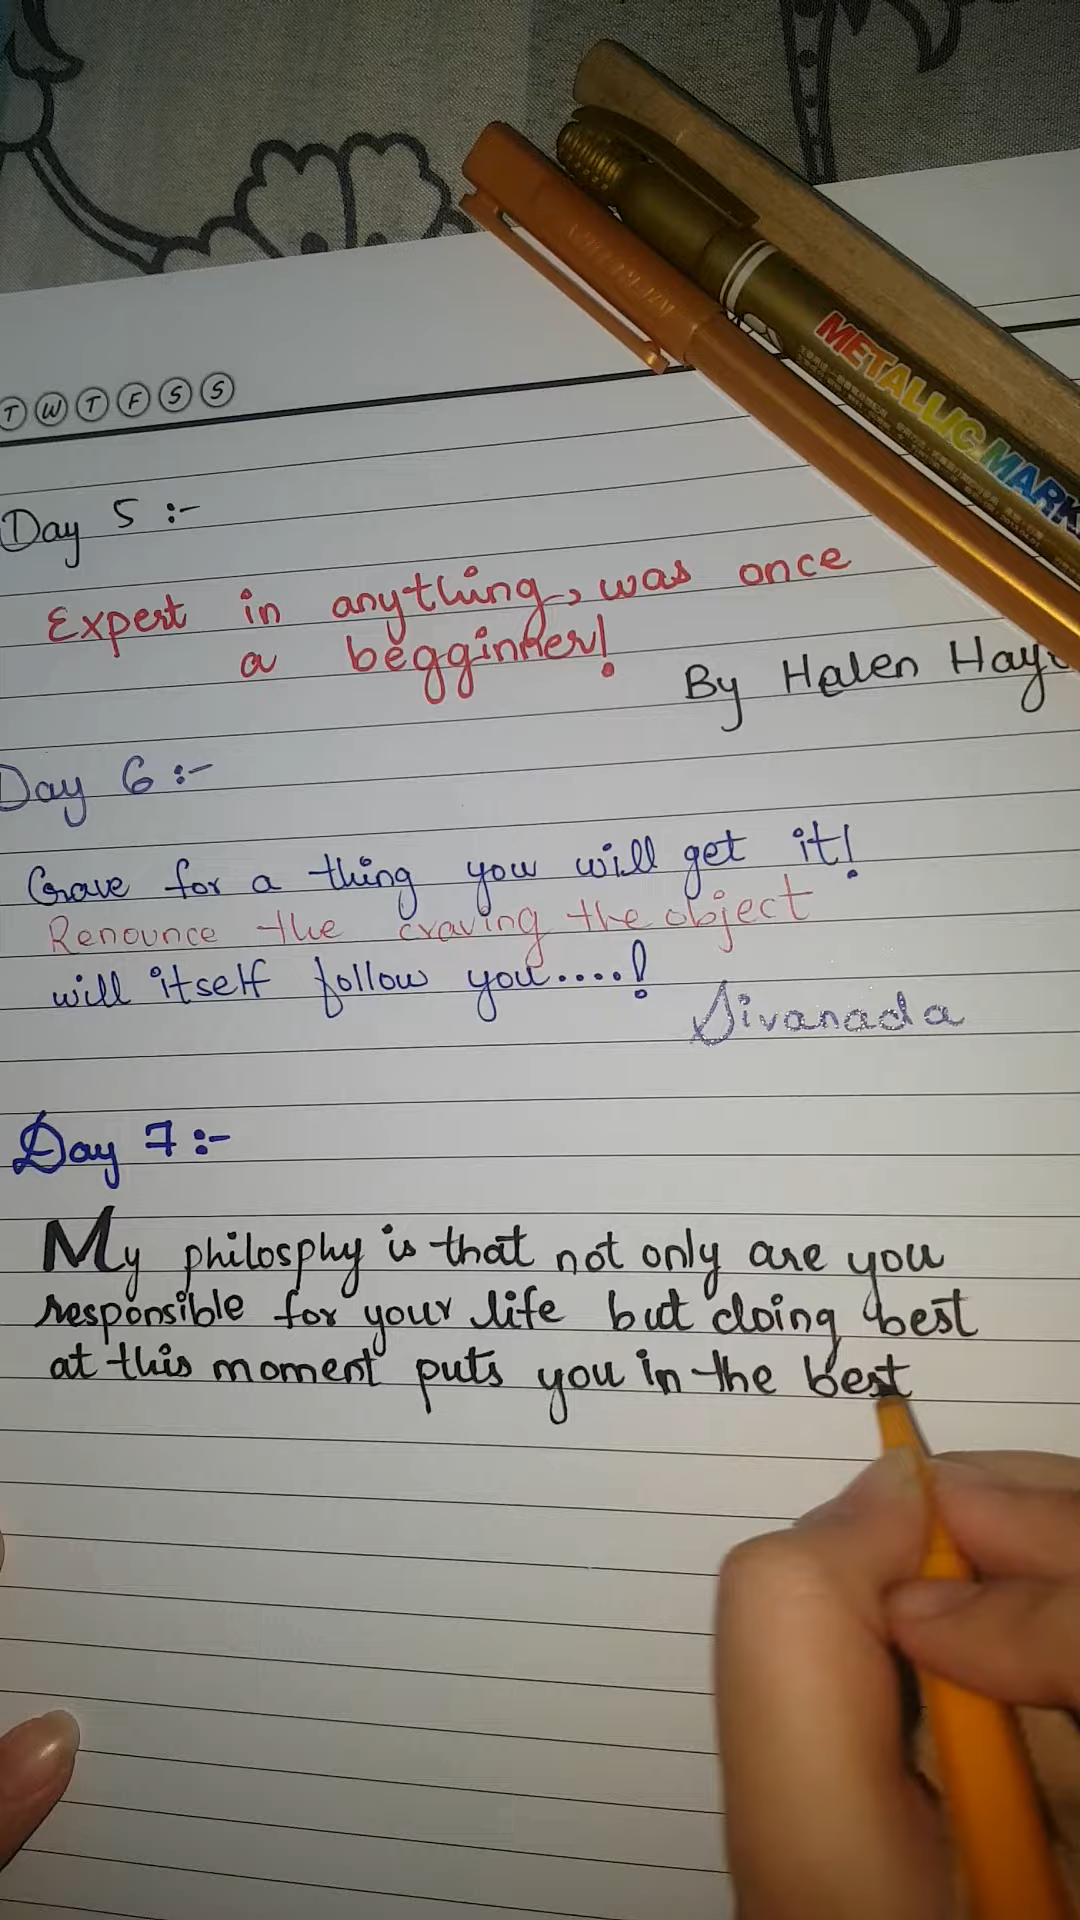 T W T F S S
METALLIC MARK
Day 5 :-
Expert in anything, was once
a begginner!
By Helen Haye
Day 6 :-
Crave for a thing you will get it!
Renounce the craving the object
will itself follow you....!
Sivanada
Day 7 :-
My philosphy is that not only are you
responsible for your life but doing best
at this moment puts you in the best